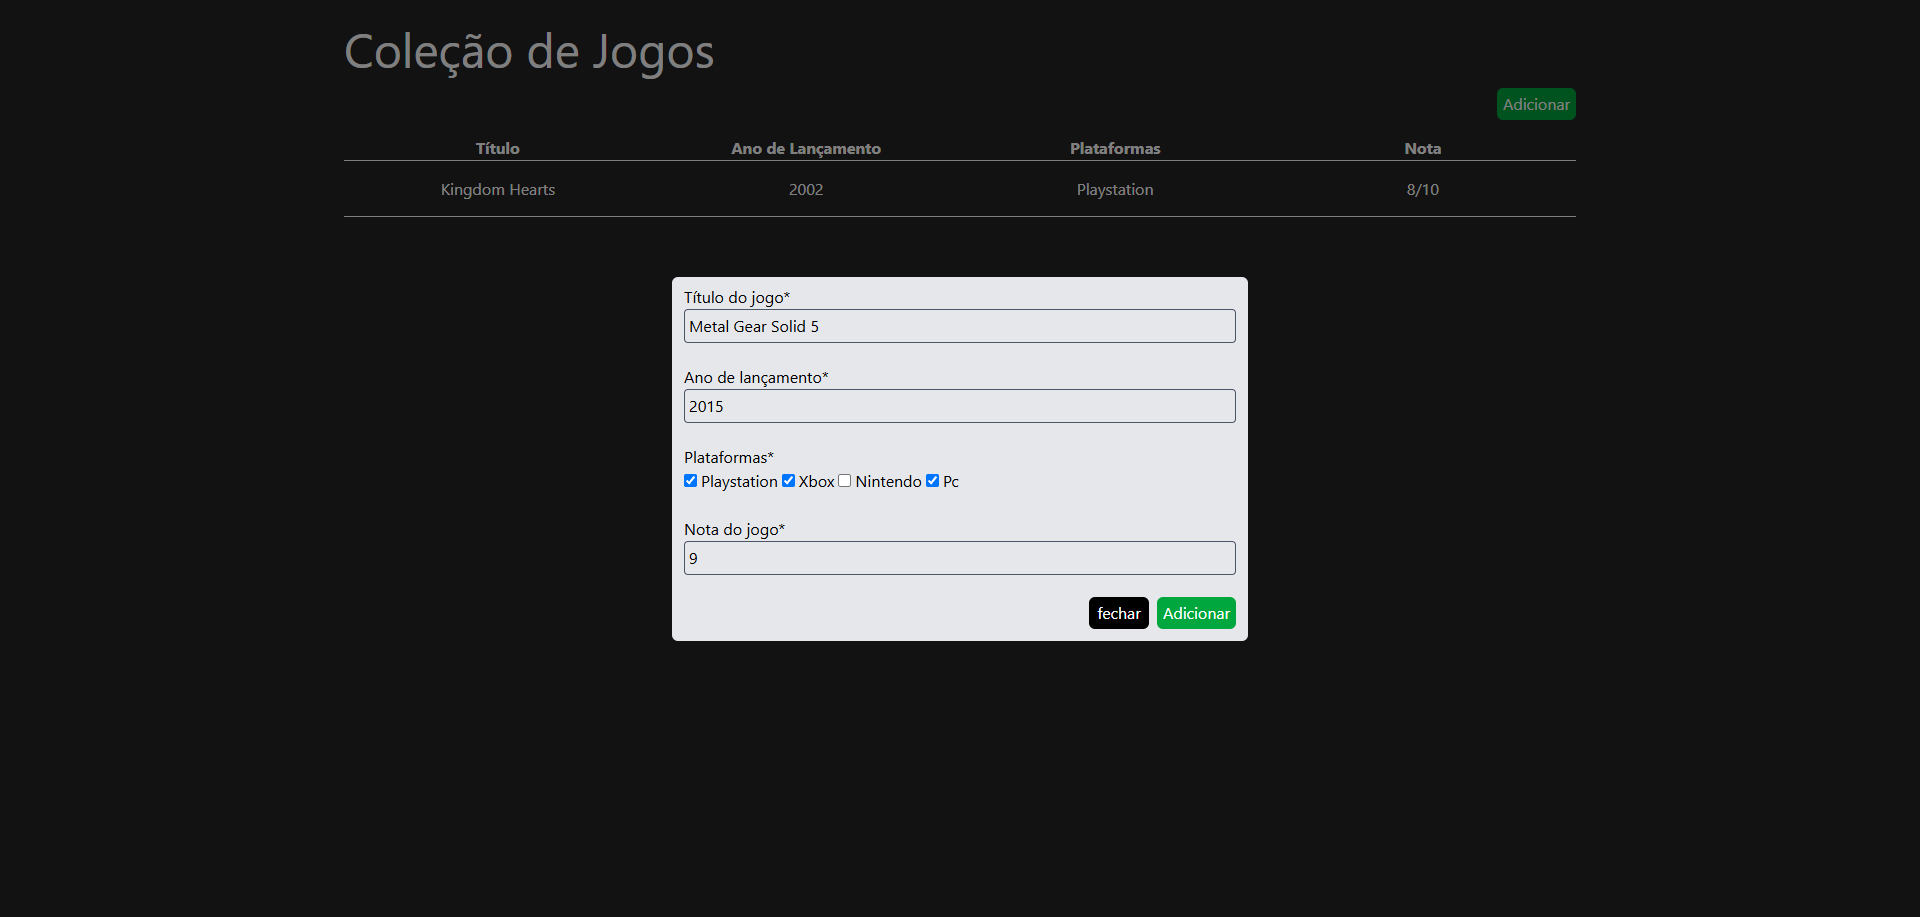 Coleção de Jogos
Adicionar
Título Ano de Lançamento Plataformas Nota
Kingdom Hearts 2002 Playstation 8/10
Título do jogo*
Metal Gear Solid 5
Ano de lançamento*
2015
Plataformas*
Playstation Xbox Nintendo Pc
Nota do jogo*
9
fechar Adicionar